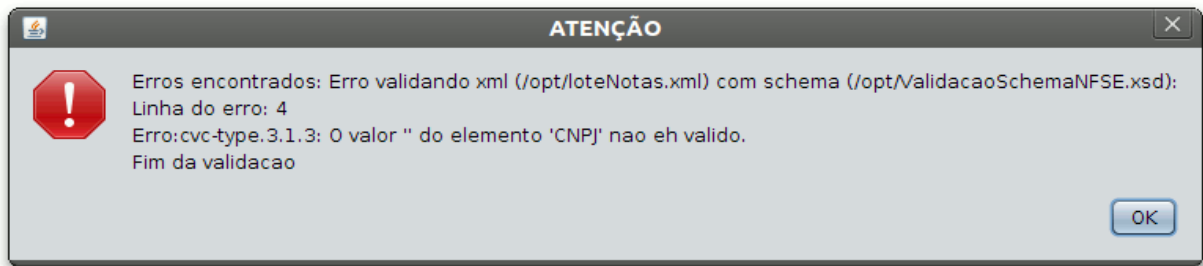 ATENÇÃO
Erros encontrados: Erro validando xml (/opt/loteNotas.xml) com schema (/opt/ValidacaoSchemaNFSE.xsd):
Linha do erro: 4
Erro:cvc-type.3.1.3: O valor '' do elemento 'CNPJ' nao eh valido.
Fim da validacao
OK